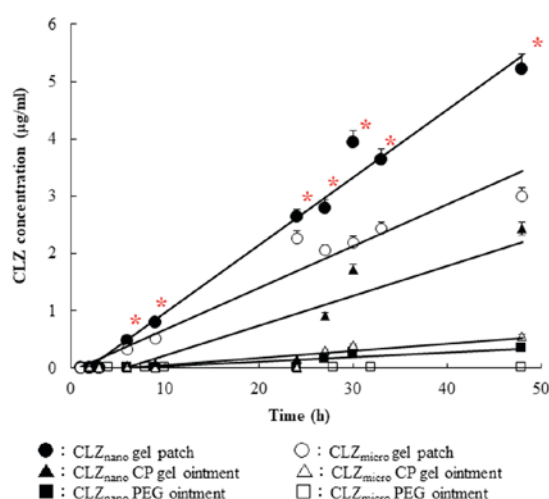 CLZ concentration (μg/ml)
6
5
4
3
2
1
0
0 10 20 30 40 50
Time (h)
* * * * * * *
● : CLZnano gel patch ○ : CLZmicro gel patch
▲ : CLZnano CP gel ointment △ : CLZmicro CP gel ointment
■ : CLZnano PEG ointment □ : CLZmicro PEG ointment